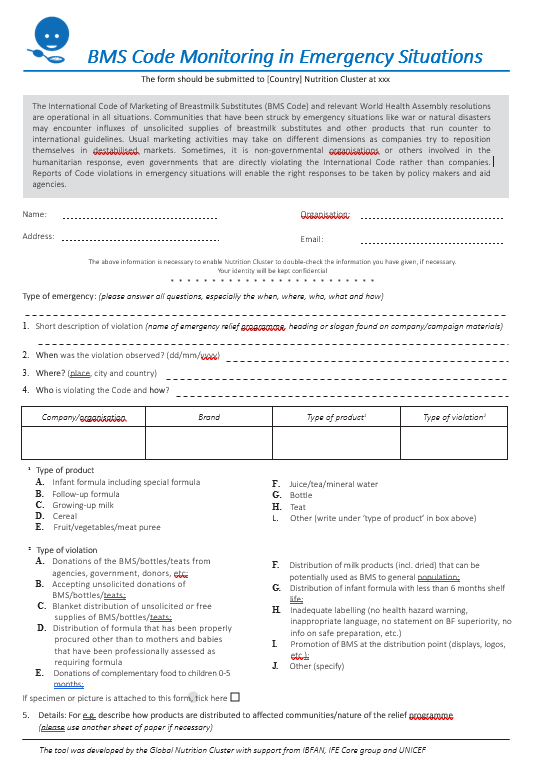 BMS Code Monitoring in Emergency Situations
The form should be submitted to [Country] Nutrition Cluster at xxx
The International Code of Marketing of Breastmilk Substitutes (BMS Code) and relevant World Health Assembly resolutions
are operational in all situations. Communities that have been struck by emergency situations like war or natural disasters
may encounter influxes of unsolicited supplies of breastmilk substitutes and other products that run counter to
international guidelines. Usual marketing activities may take on different dimensions as companies try to reposition
themselves in destabilised markets. Sometimes, it is non-governmental organisations or others involved in the
humanitarian response, even governments that are directly violating the International Code rather than companies.
Reports of Code violations in emergency situations will enable the right responses to be taken by policy makers and aid
agencies.
Name: Organisation:
Address: Email:
The above information is necessary to enable Nutrition Cluster to double-check the information you have given, if necessary.
Your identity will be kept confidential
* * * * * * * * * * * * * * * * * * * * * * * *
Type of emergency: (please answer all questions, especially the when, where, who, what and how)
1. Short description of violation (name of emergency relief programme, heading or slogan found on company/campaign materials)
2. When was the violation observed? (dd/mm/yyyy)
3. Where? (place, city and country)
4. Who is violating the Code and how?
Company/organisation Brand Type of product¹ Type of violation²
¹ Type of product
A. Infant formula including special formula
B. Follow-up formula
C. Growing-up milk
D. Cereal
E. Fruit/vegetables/meat puree
F. Juice/tea/mineral water
G. Bottle
H. Teat
I. Other (write under 'type of product' in box above)
² Type of violation
A. Donations of the BMS/bottles/teats from
agencies, government, donors, etc;
B. Accepting unsolicited donations of
BMS/bottles/teats;
C. Blanket distribution of unsolicited or free
supplies of BMS/bottles/teats;
D. Distribution of formula that has been properly
procured other than to mothers and babies
that have been professionally assessed as
requiring formula
E. Donations of complementary food to children 0-5
months;
F. Distribution of milk products (incl. dried) that can be
potentially used as BMS to general population;
G. Distribution of infant formula with less than 6 months shelf
life;
H. Inadequate labelling (no health hazard warning,
inappropriate language, no statement on BF superiority, no
info on safe preparation, etc.)
I. Promotion of BMS at the distribution point (displays, logos,
etc.);
J. Other (specify)
If specimen or picture is attached to this form, tick here
5. Details: For e.g. describe how products are distributed to affected communities/nature of the relief programme
(please use another sheet of paper if necessary)
The tool was developed by the Global Nutrition Cluster with support from IBFAN, IFE Core group and UNICEF